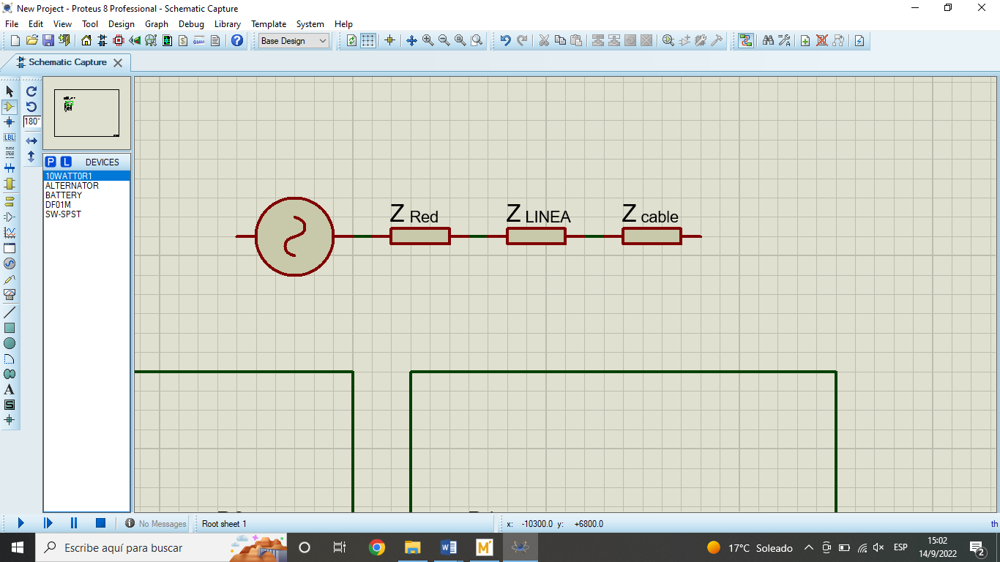 New Project - Proteus 8 Professional - Schematic Capture
File Edit View Tool Design Graph Debug Library Template System Help
Base Design
Schematic Capture
180°
LBL
P L DEVICES
10WATT0R1
ALTERNATOR
BATTERY
DF01M
SW-SPST
A
S
Z Red
Z LINEA
Z cable
No Messages
Root sheet 1
x: -10300.0 y: +6800.0
th
Escribe aquí para buscar
17°C Soleado
ESP
15:02
14/9/2022
2